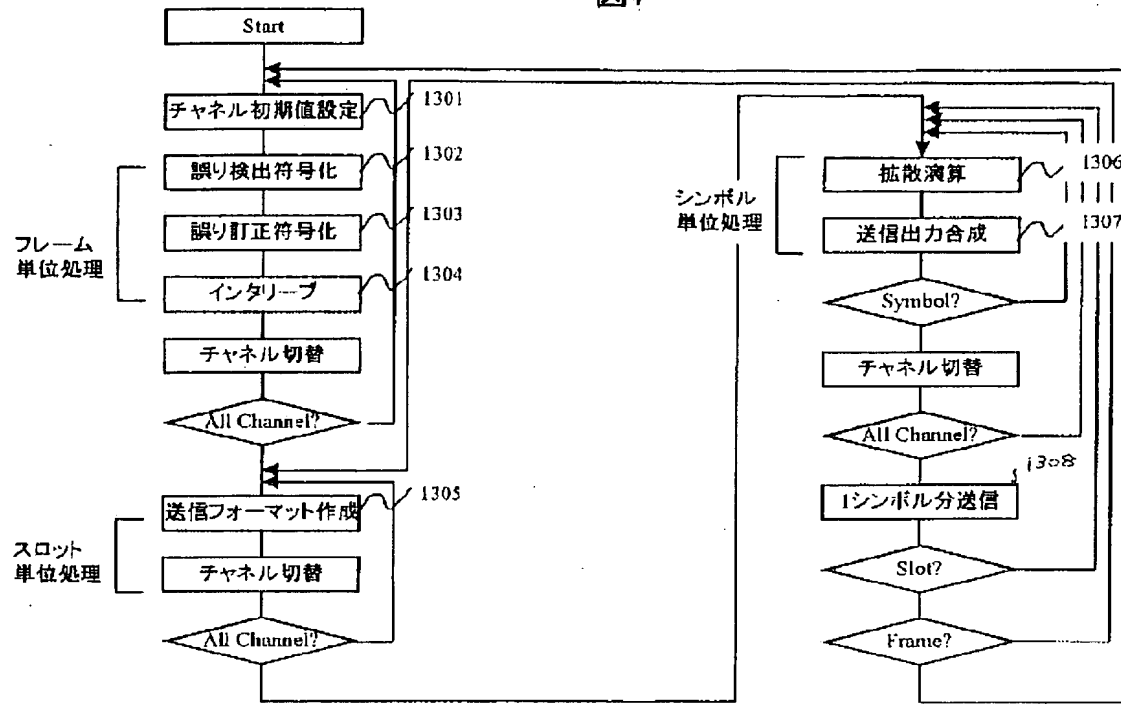 Start
チャネル初期値設定
1301
誤り検出符号化
1302
誤り訂正符号化
1303
インタリーブ
1304
フレーム
単位処理
チャネル切替
All Channel?
送信フォーマット作成
1305
スロット
単位処理
チャネル切替
All Channel?
シンボル
単位処理
拡散演算
1306
送信出力合成
1307
Symbol?
チャネル切替
All Channel?
1308
1シンボル分送信
Slot?
Frame?